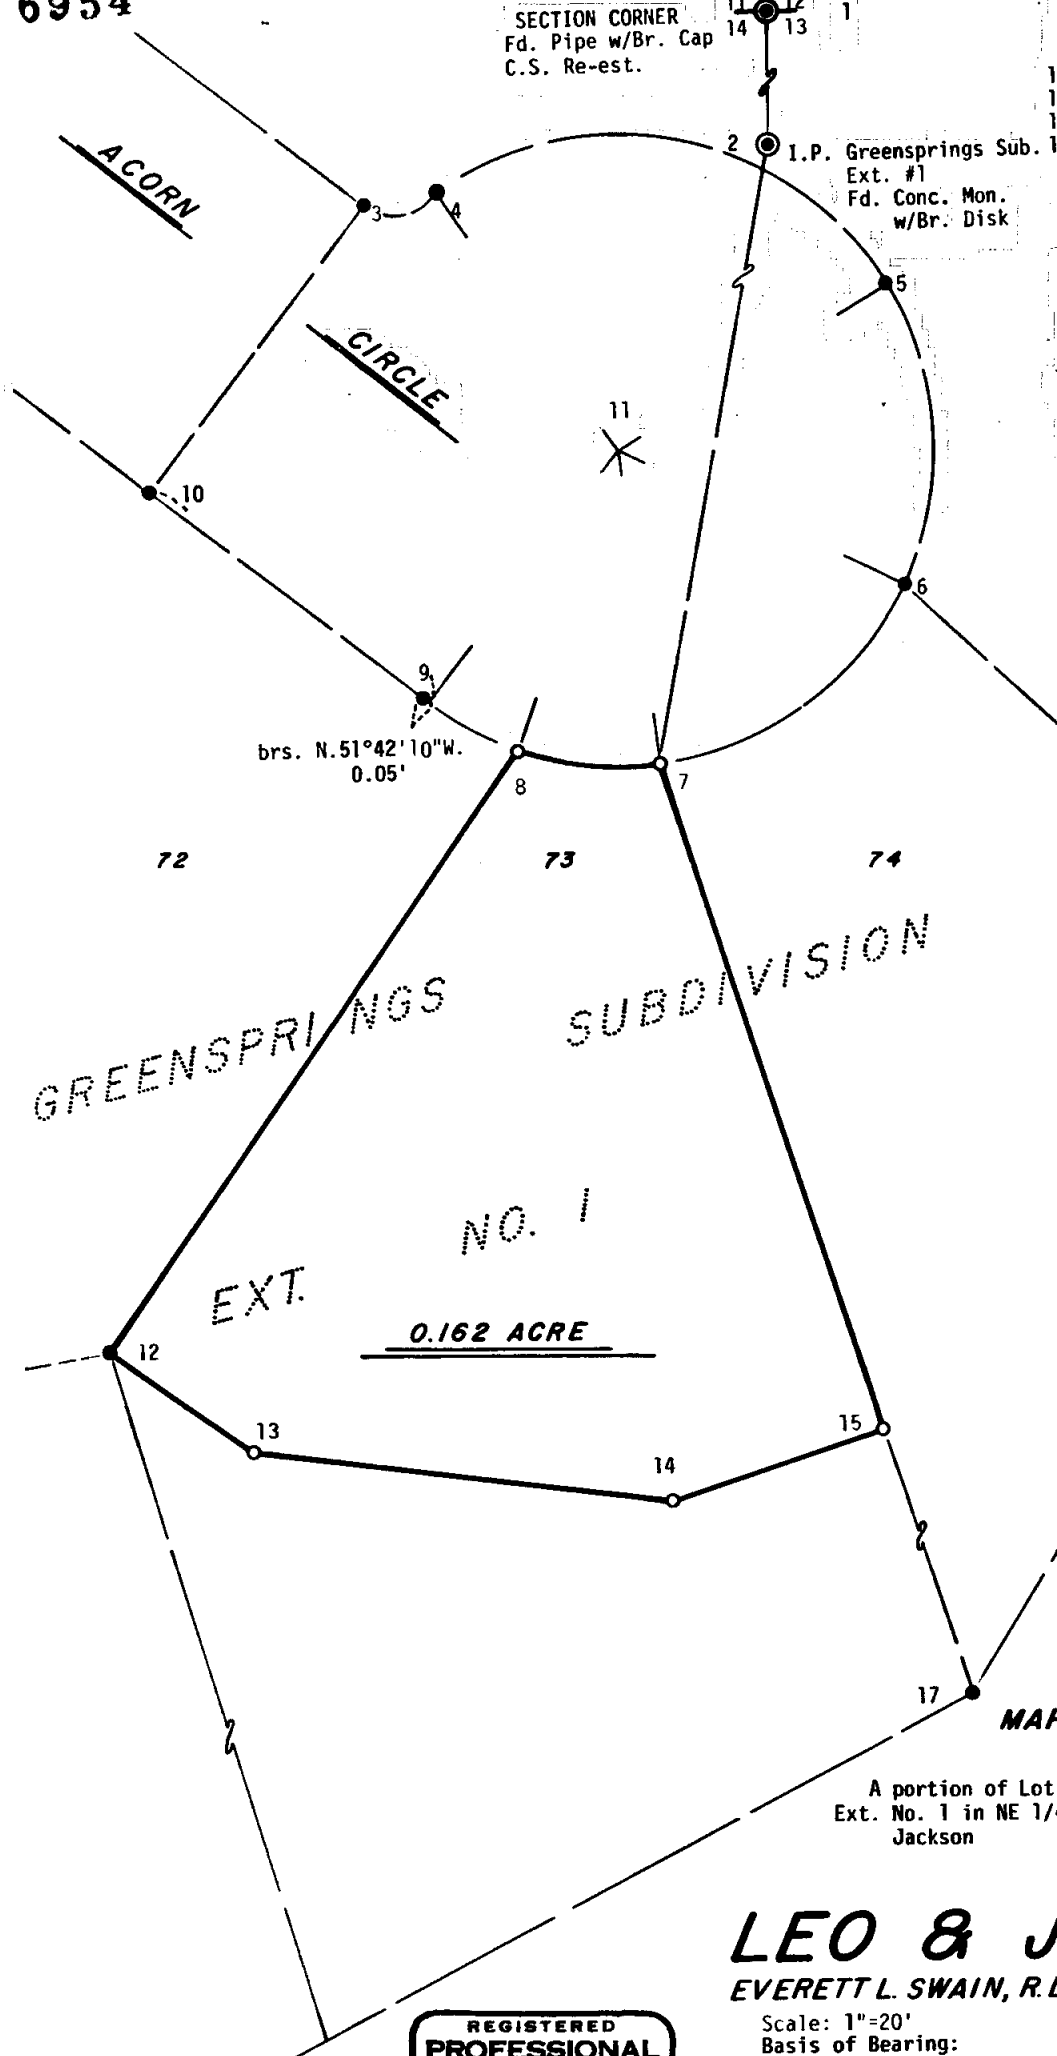 6954
SECTION CORNER
Fd. Pipe w/Br. Cap
C.S. Re-est.
11 12
14 13
1
2
I.P. Greensprings Sub.
Ext. #1
Fd. Conc. Mon.
w/Br. Disk
ACORN
3
4
5
CIRCLE
11
10
6
9
brs. N.51°42'10"W.
0.05'
8
7
72
73
74
GREENSPRINGS SUBDIVISION
EXT. NO. 1
0.162 ACRE
12
13
14
15
17
A portion of Lot
Ext. No. 1 in NE
Jackson
LEO & J
EVERETT L. SWAIN, R.
Scale: 1"=20'
Basis of Bearing:
REGISTERED
PROFESSIONAL